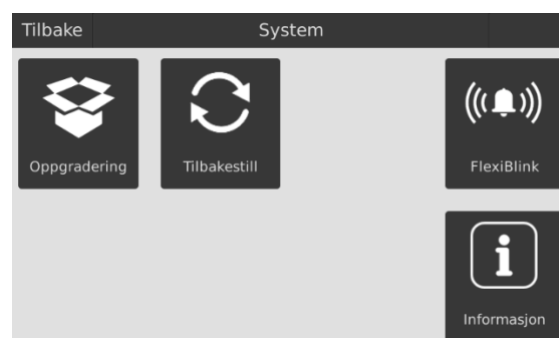 Tilbake
System
Oppgradering
Tilbakestill
FlexiBlink
Informasjon